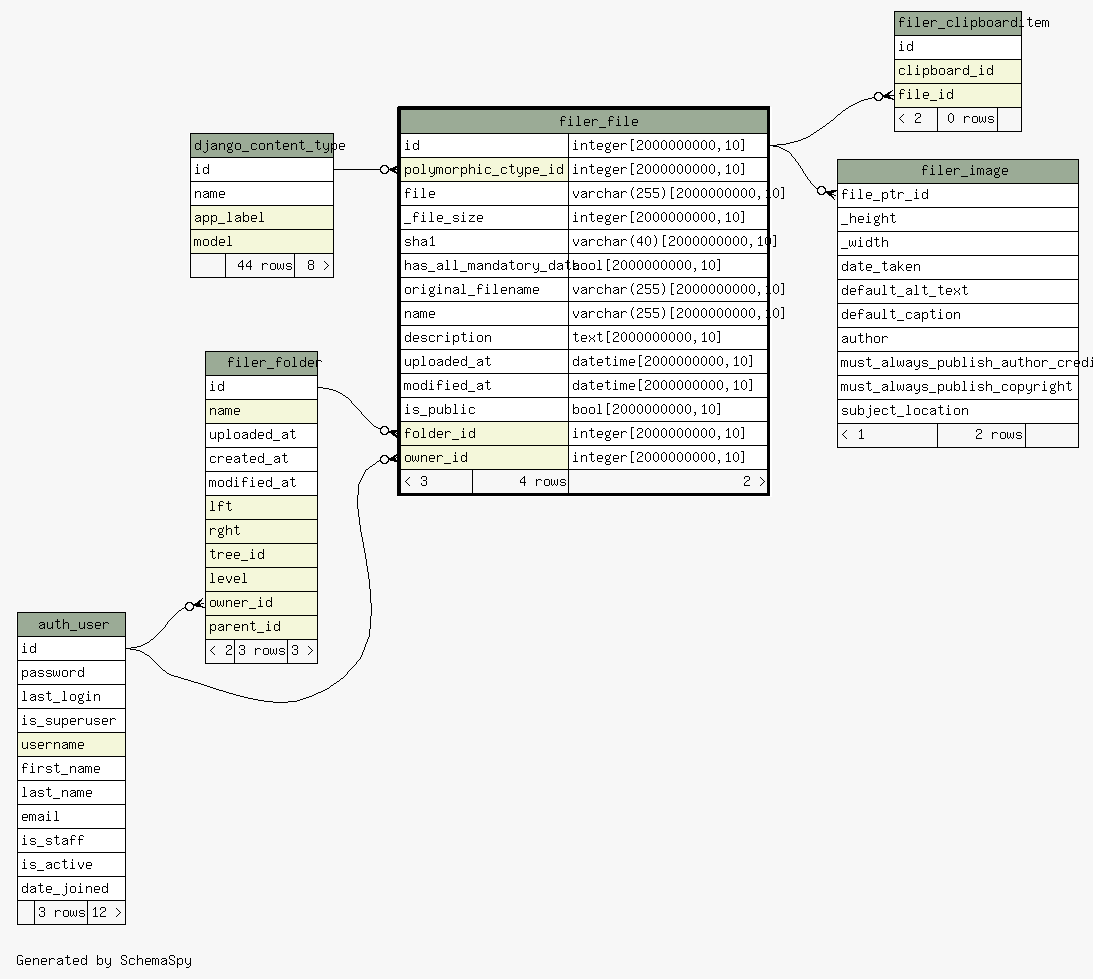 filer_clipboarditem
id
clipboard_id
file_id
< 2 0 rows
filer_file
id integer[2000000000,10]
polymorphic_ctype_id integer[2000000000,10]
file varchar(255)[2000000000,10]
_file_size integer[2000000000,10]
sha1 varchar(40)[2000000000,10]
has_all_mandatory_data bool[2000000000,10]
original_filename varchar(255)[2000000000,10]
name varchar(255)[2000000000,10]
description text[2000000000,10]
uploaded_at datetime[2000000000,10]
modified_at datetime[2000000000,10]
is_public bool[2000000000,10]
folder_id integer[2000000000,10]
owner_id integer[2000000000,10]
< 3 4 rows 2 >
django_content_type
id
name
app_label
model
44 rows 8 >
filer_image
file_ptr_id
_height
_width
date_taken
default_alt_text
default_caption
author
must_always_publish_author_credi
must_always_publish_copyright
subject_location
< 1 2 rows
filer_folder
id
name
uploaded_at
created_at
modified_at
lft
rght
tree_id
level
owner_id
parent_id
< 2 3 rows 3 >
auth_user
id
password
last_login
is_superuser
username
first_name
last_name
email
is_staff
is_active
date_joined
3 rows 12 >
Generated by SchemaSpy